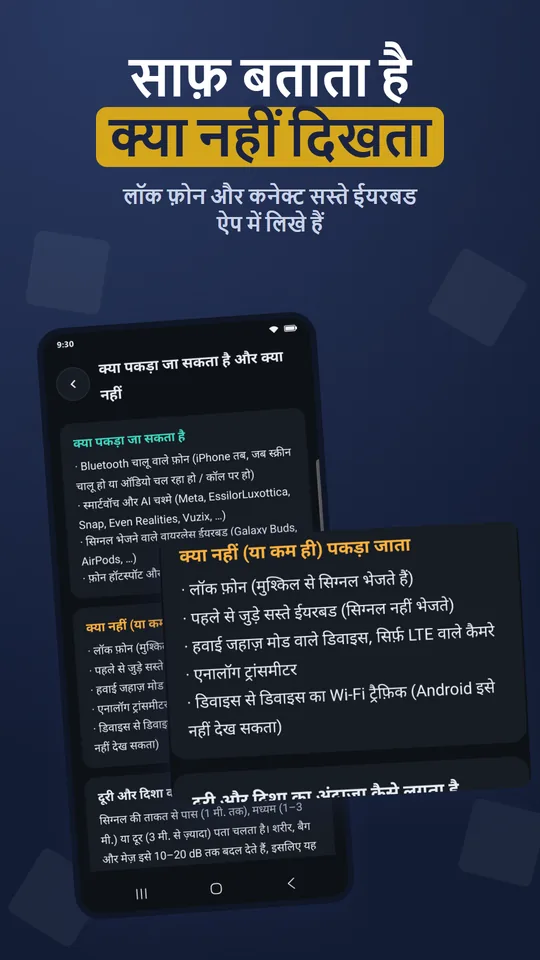 साफ़ बताता है
क्या नहीं दिखता
लॉक फ़ोन और कनेक्ट सस्ते ईयरबड
ऐप में लिखे हैं
9:30
क्या पकड़ा जा सकता है और क्या
नहीं
क्या पकड़ा जा सकता है
· Bluetooth चालू वाले फ़ोन (iPhone तब, जब स्क्रीन
चालू हो या ऑडियो चल रहा हो / कॉल पर हो)
· स्मार्टवॉच और AI चश्मे (Meta, EssilorLuxottica,
Snap, Even Realities, Vuzix, …)
· सिग्नल भेजने वाले वायरलेस ईयरबड (Galaxy Buds,
AirPods, …)
· फ़ोन हॉटस्पॉट और
क्या नहीं (या कम
· लॉक फ़ोन (मुश्कि
· पहले से जुड़े सस्ते
· हवाई जहाज़ मोड
· एनालॉग ट्रांसमीटर
· डिवाइस से डिवाइ
नहीं देख सकता)
क्या नहीं (या कम ही) पकड़ा जाता
· लॉक फ़ोन (मुश्किल से सिग्नल भेजते हैं)
· पहले से जुड़े सस्ते ईयरबड (सिग्नल नहीं भेजते)
· हवाई जहाज़ मोड वाले डिवाइस, सिर्फ़ LTE वाले कैमरे
· एनालॉग ट्रांसमीटर
· डिवाइस से डिवाइस का Wi-Fi ट्रैफ़िक (Android इसे
नहीं देख सकता)
दूरी और दिशा का अंदाज़ा कैसे लगता है
दूरी और दिशा क
सिग्नल की ताकत से पास (1 मी. तक), मध्यम (1–3
मी.) या दूर (3 मी. से ज़्यादा) पता चलता है। शरीर, बैग
और मेज़ इसे 10–20 dB तक बदल देते हैं, इसलिए यह